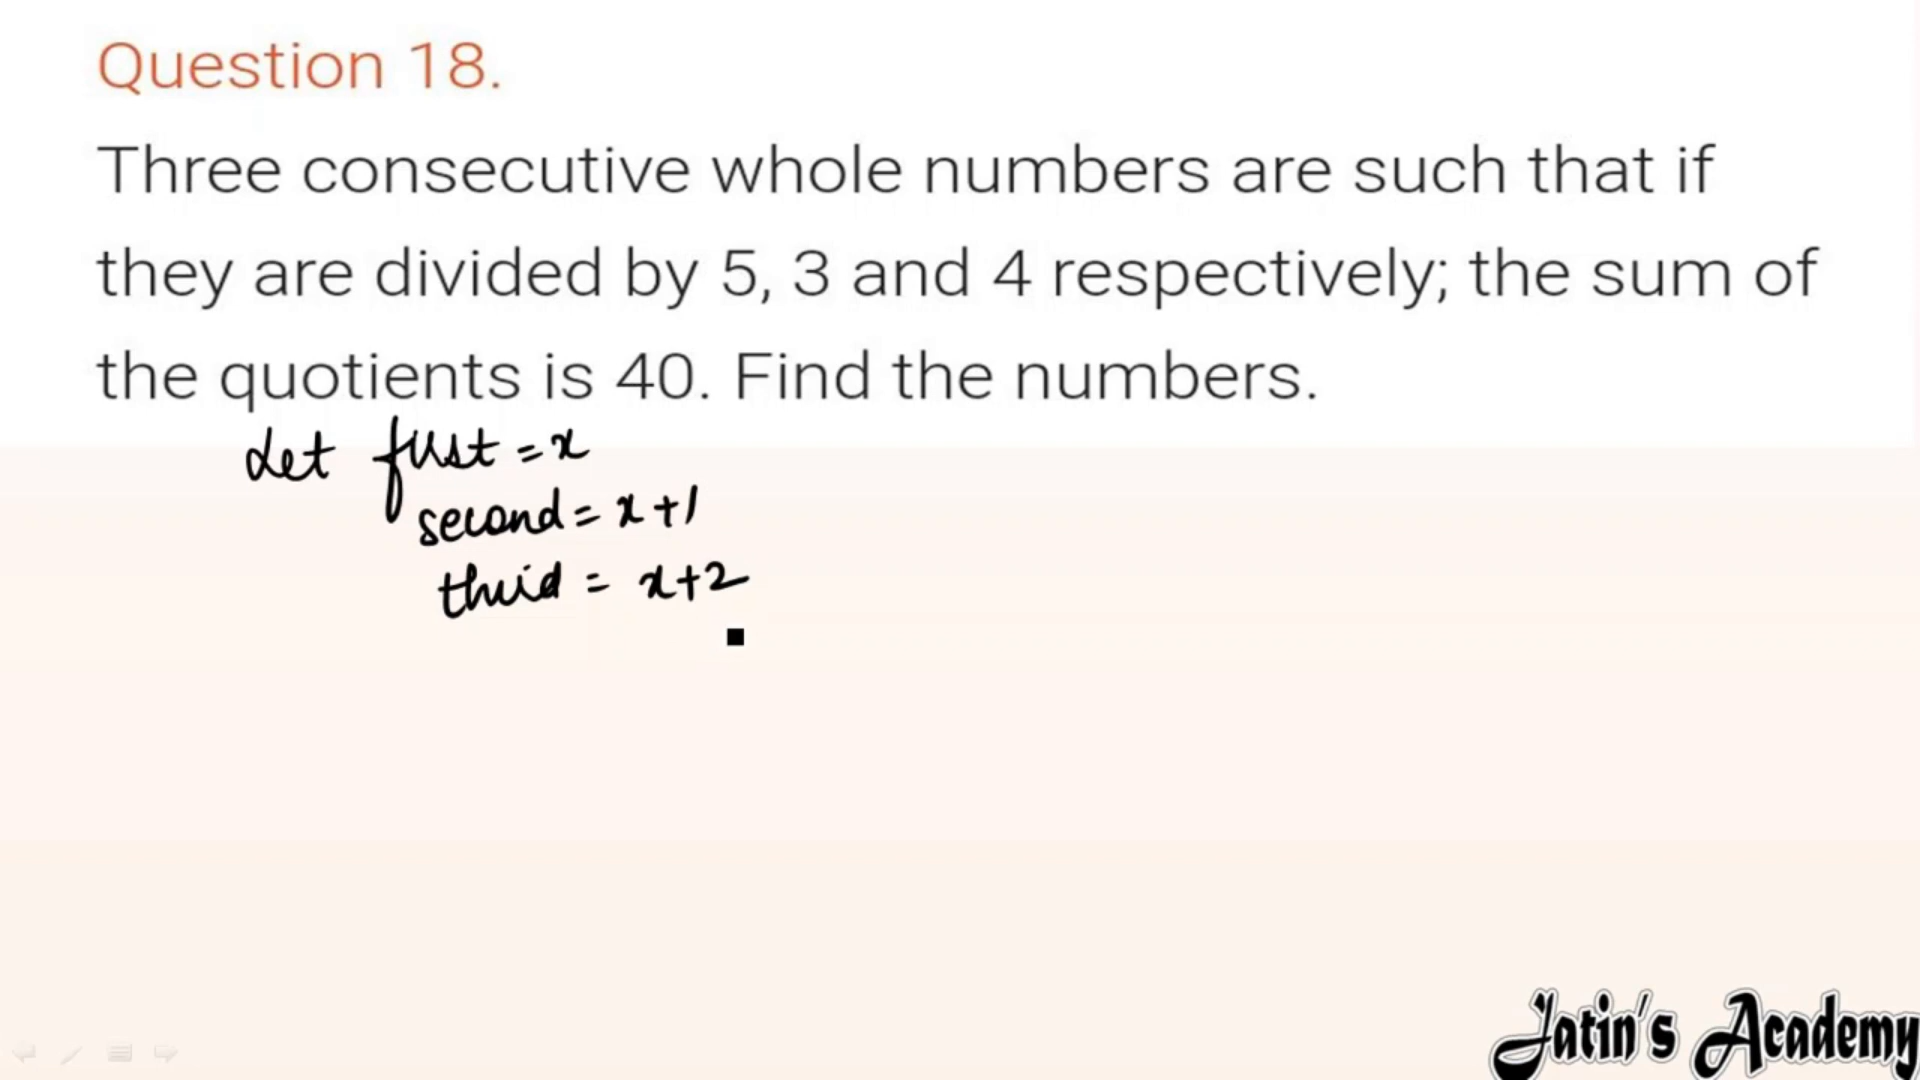 Question 18.
Three consecutive whole numbers are such that if
they are divided by 5, 3 and 4 respectively; the sum of
the quotients is 40. Find the numbers.
Let first = x
second = x+1
third = x+2
Jatin's Academy